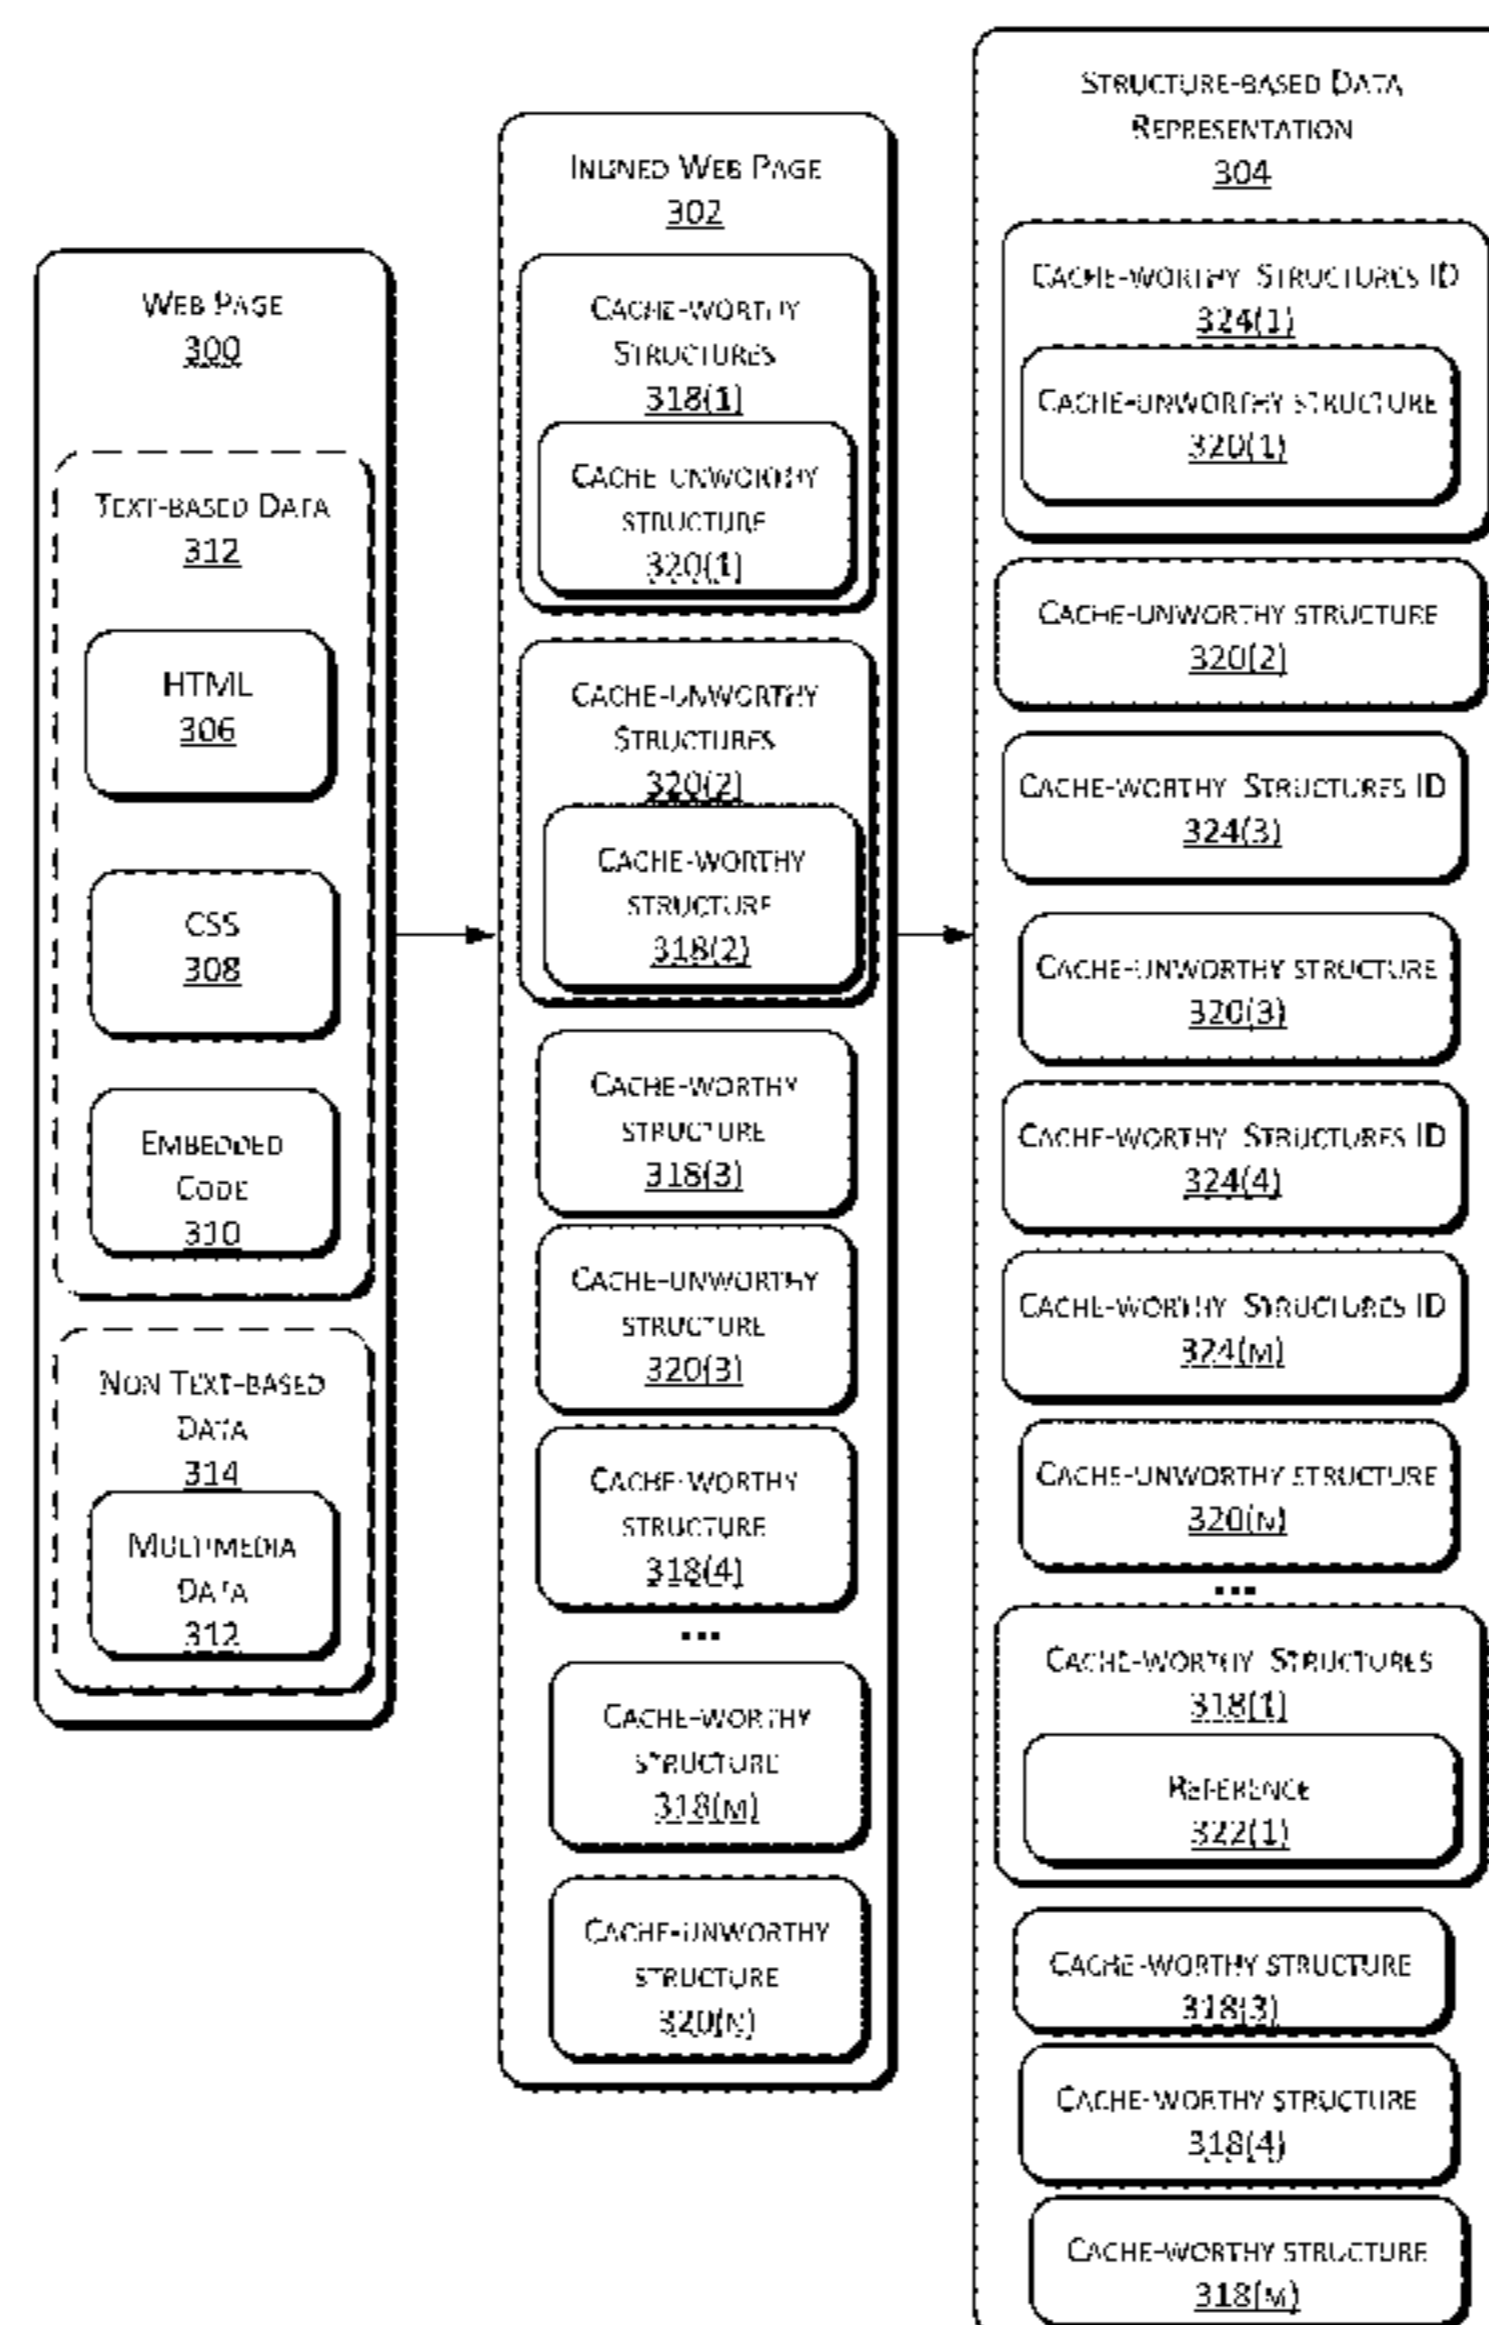 WEB PAGE
300
TEXT-BASED DATA
312
HTML
306
CSS
308
EMBEDDED
CODE
310
NON TEXT-BASED
DATA
314
MULTIMEDIA
DATA
312
INLINED WEB PAGE
302
CACHE-WORTHY
STRUCTURES
318(1)
CACHE-UNWORTHY
STRUCTURE
320(1)
CACHE-UNWORTHY
STRUCTURES
320(2)
CACHE-WORTHY
STRUCTURE
318(2)
CACHE-WORTHY
STRUCTURE
318(3)
CACHE-UNWORTHY
STRUCTURE
320(3)
CACHE-WORTHY
STRUCTURE
318(4)
...
CACHE-WORTHY
STRUCTURE
318(M)
CACHE-UNWORTHY
STRUCTURE
320(N)
STRUCTURE-BASED DATA
REPRESENTATION
304
CACHE-WORTHY STRUCTURES ID
324(1)
CACHE-UNWORTHY STRUCTURE
320(1)
CACHE-UNWORTHY STRUCTURE
320(2)
CACHE-WORTHY STRUCTURES ID
324(3)
CACHE-UNWORTHY STRUCTURE
320(3)
CACHE-WORTHY STRUCTURES ID
324(4)
CACHE-WORTHY STRUCTURES ID
324(M)
CACHE-UNWORTHY STRUCTURE
320(N)
...
CACHE-WORTHY STRUCTURES
318(1)
REFERENCE
322(1)
CACHE-WORTHY STRUCTURE
318(3)
CACHE-WORTHY STRUCTURE
318(4)
CACHE-WORTHY STRUCTURE
318(M)